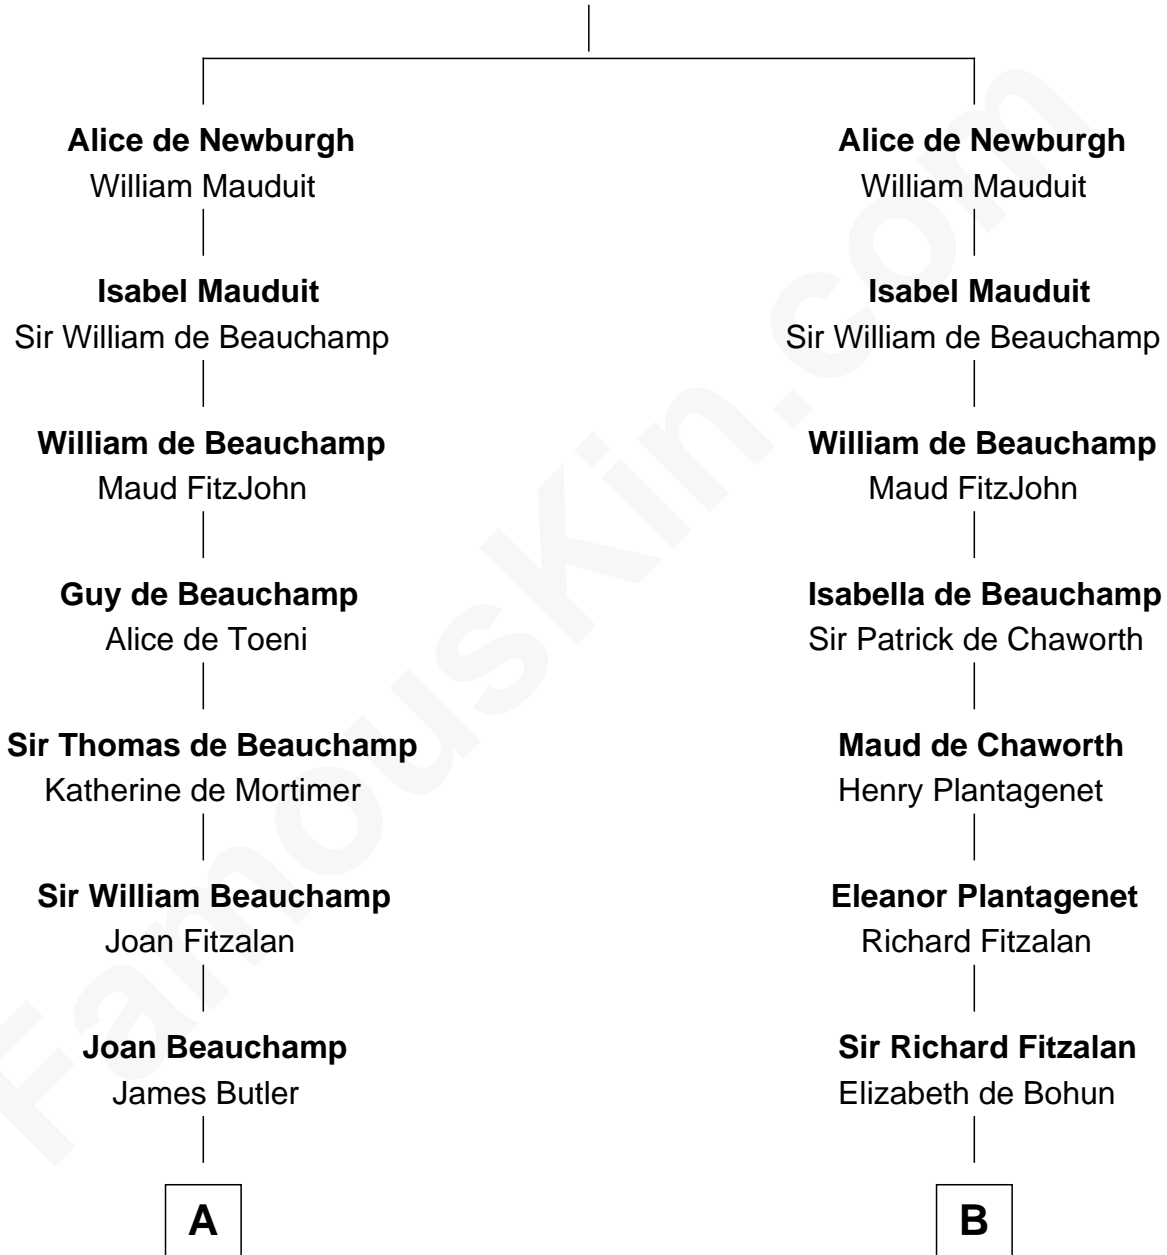 Alice de Newburgh
William Mauduit
Isabel Mauduit
Sir William de Beauchamp
William de Beauchamp
Maud FitzJohn
Guy de Beauchamp
Alice de Toeni
Sir Thomas de Beauchamp
Katherine de Mortimer
Sir William Beauchamp
Joan Fitzalan
Joan Beauchamp
James Butler
A
Alice de Newburgh
William Mauduit
Isabel Mauduit
Sir William de Beauchamp
William de Beauchamp
Maud FitzJohn
Isabella de Beauchamp
Sir Patrick de Chaworth
Maud de Chaworth
Henry Plantagenet
Eleanor Plantagenet
Richard Fitzalan
Sir Richard Fitzalan
Elizabeth de Bohun
B
FamousKin.com